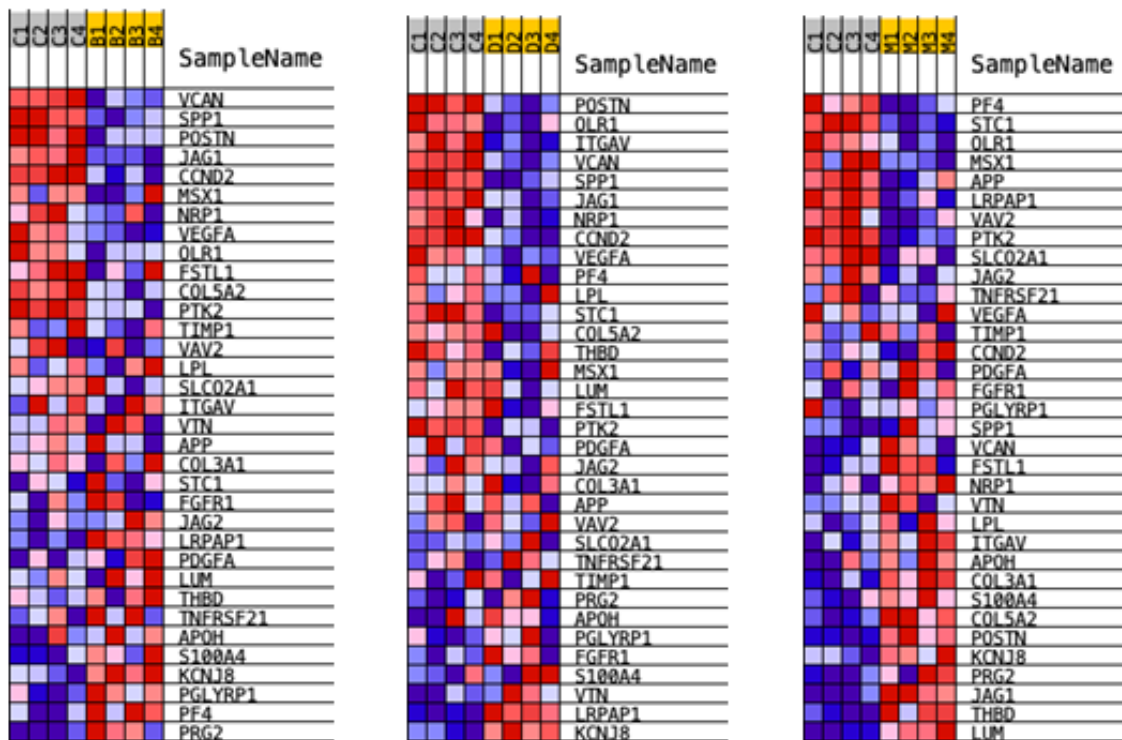 C1 C2 C3 C4 B1 B2 B3 B4
SampleName
VCAN
SPP1
POSTN
JAG1
CCND2
MSX1
NRP1
VEGFA
OLR1
FSTL1
COL5A2
PTK2
TIMP1
VAV2
LPL
SLCO2A1
ITGAV
VTN
APP
COL3A1
STC1
FGFR1
JAG2
LRPAP1
PDGFA
LUM
THBD
TNFRSF21
APOH
S100A4
KCNJ8
PGLYRP1
PF4
PRG2
C1 C2 C3 C4 D1 D2 D3 D4
SampleName
POSTN
OLR1
ITGAV
VCAN
SPP1
JAG1
NRP1
CCND2
VEGFA
PF4
LPL
STC1
COL5A2
THBD
MSX1
LUM
FSTL1
PTK2
PDGFA
JAG2
COL3A1
APP
VAV2
SLCO2A1
TNFRSF21
TIMP1
PRG2
APOH
PGLYRP1
FGFR1
S100A4
VTN
LRPAP1
KCNJ8
C1 C2 C3 C4 M1 M2 M3 M4
SampleName
PF4
STC1
OLR1
MSX1
APP
LRPAP1
VAV2
PTK2
SLCO2A1
JAG2
TNFRSF21
VEGFA
TIMP1
CCND2
PDGFA
FGFR1
PGLYRP1
SPP1
VCAN
FSTL1
NRP1
VTN
LPL
ITGAV
APOH
COL3A1
S100A4
COL5A2
POSTN
KCNJ8
PRG2
JAG1
THBD
LUM